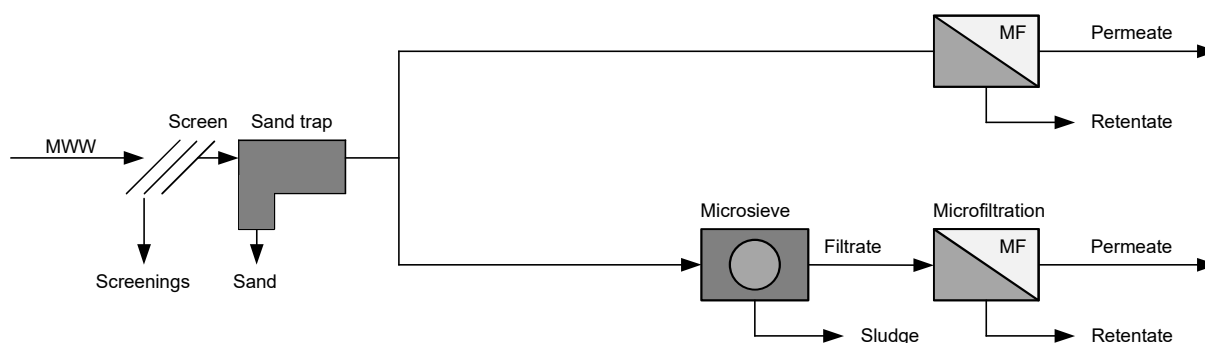 MF
Permeate
Retentate
MWW
Screen
Sand trap
Screenings
Sand
Microsieve
Filtrate
Sludge
Microfiltration
MF
Permeate
Retentate